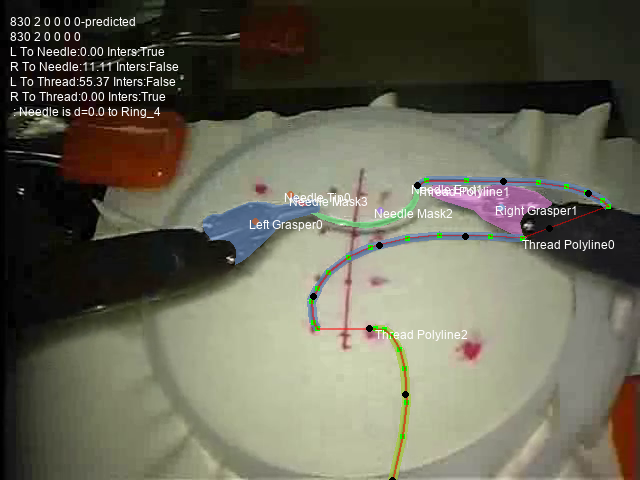 830 2 0 0 0 0-predicted
830 2 0 0 0 0
L To Needle:0.00 Inters:True
R To Needle:11.11 Inters:False
L To Thread:55.37 Inters:False
R To Thread:0.00 Inters:True
: Needle is d=0.0 to Ring_4
Needle Tip0
Needle Mask3
Needle End1
Thread Polyline1
Left Grasper0
Needle Mask2
Right Grasper1
Thread Polyline0
Thread Polyline2